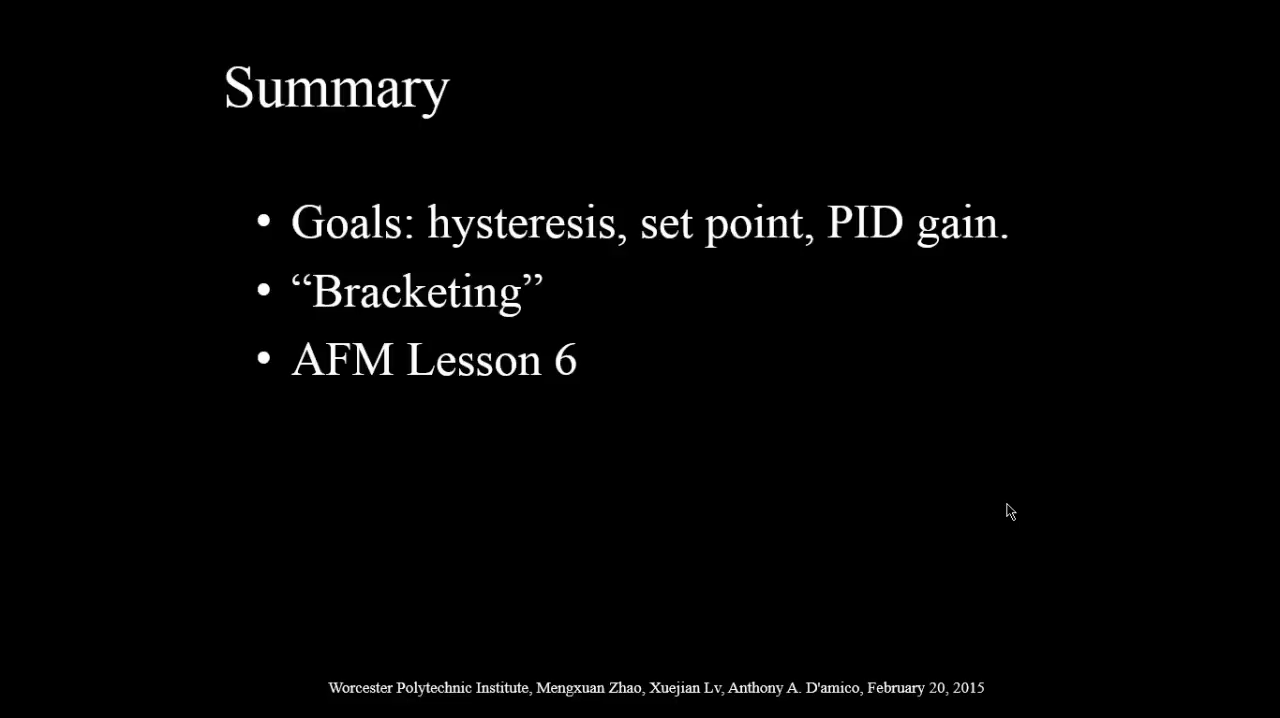 Summary
• Goals: hysteresis, set point, PID gain.
• “Bracketing”
• AFM Lesson 6
Worcester Polytechnic Institute, Mengxuan Zhao, Xuejian Lv, Anthony A. D'amico, February 20, 2015